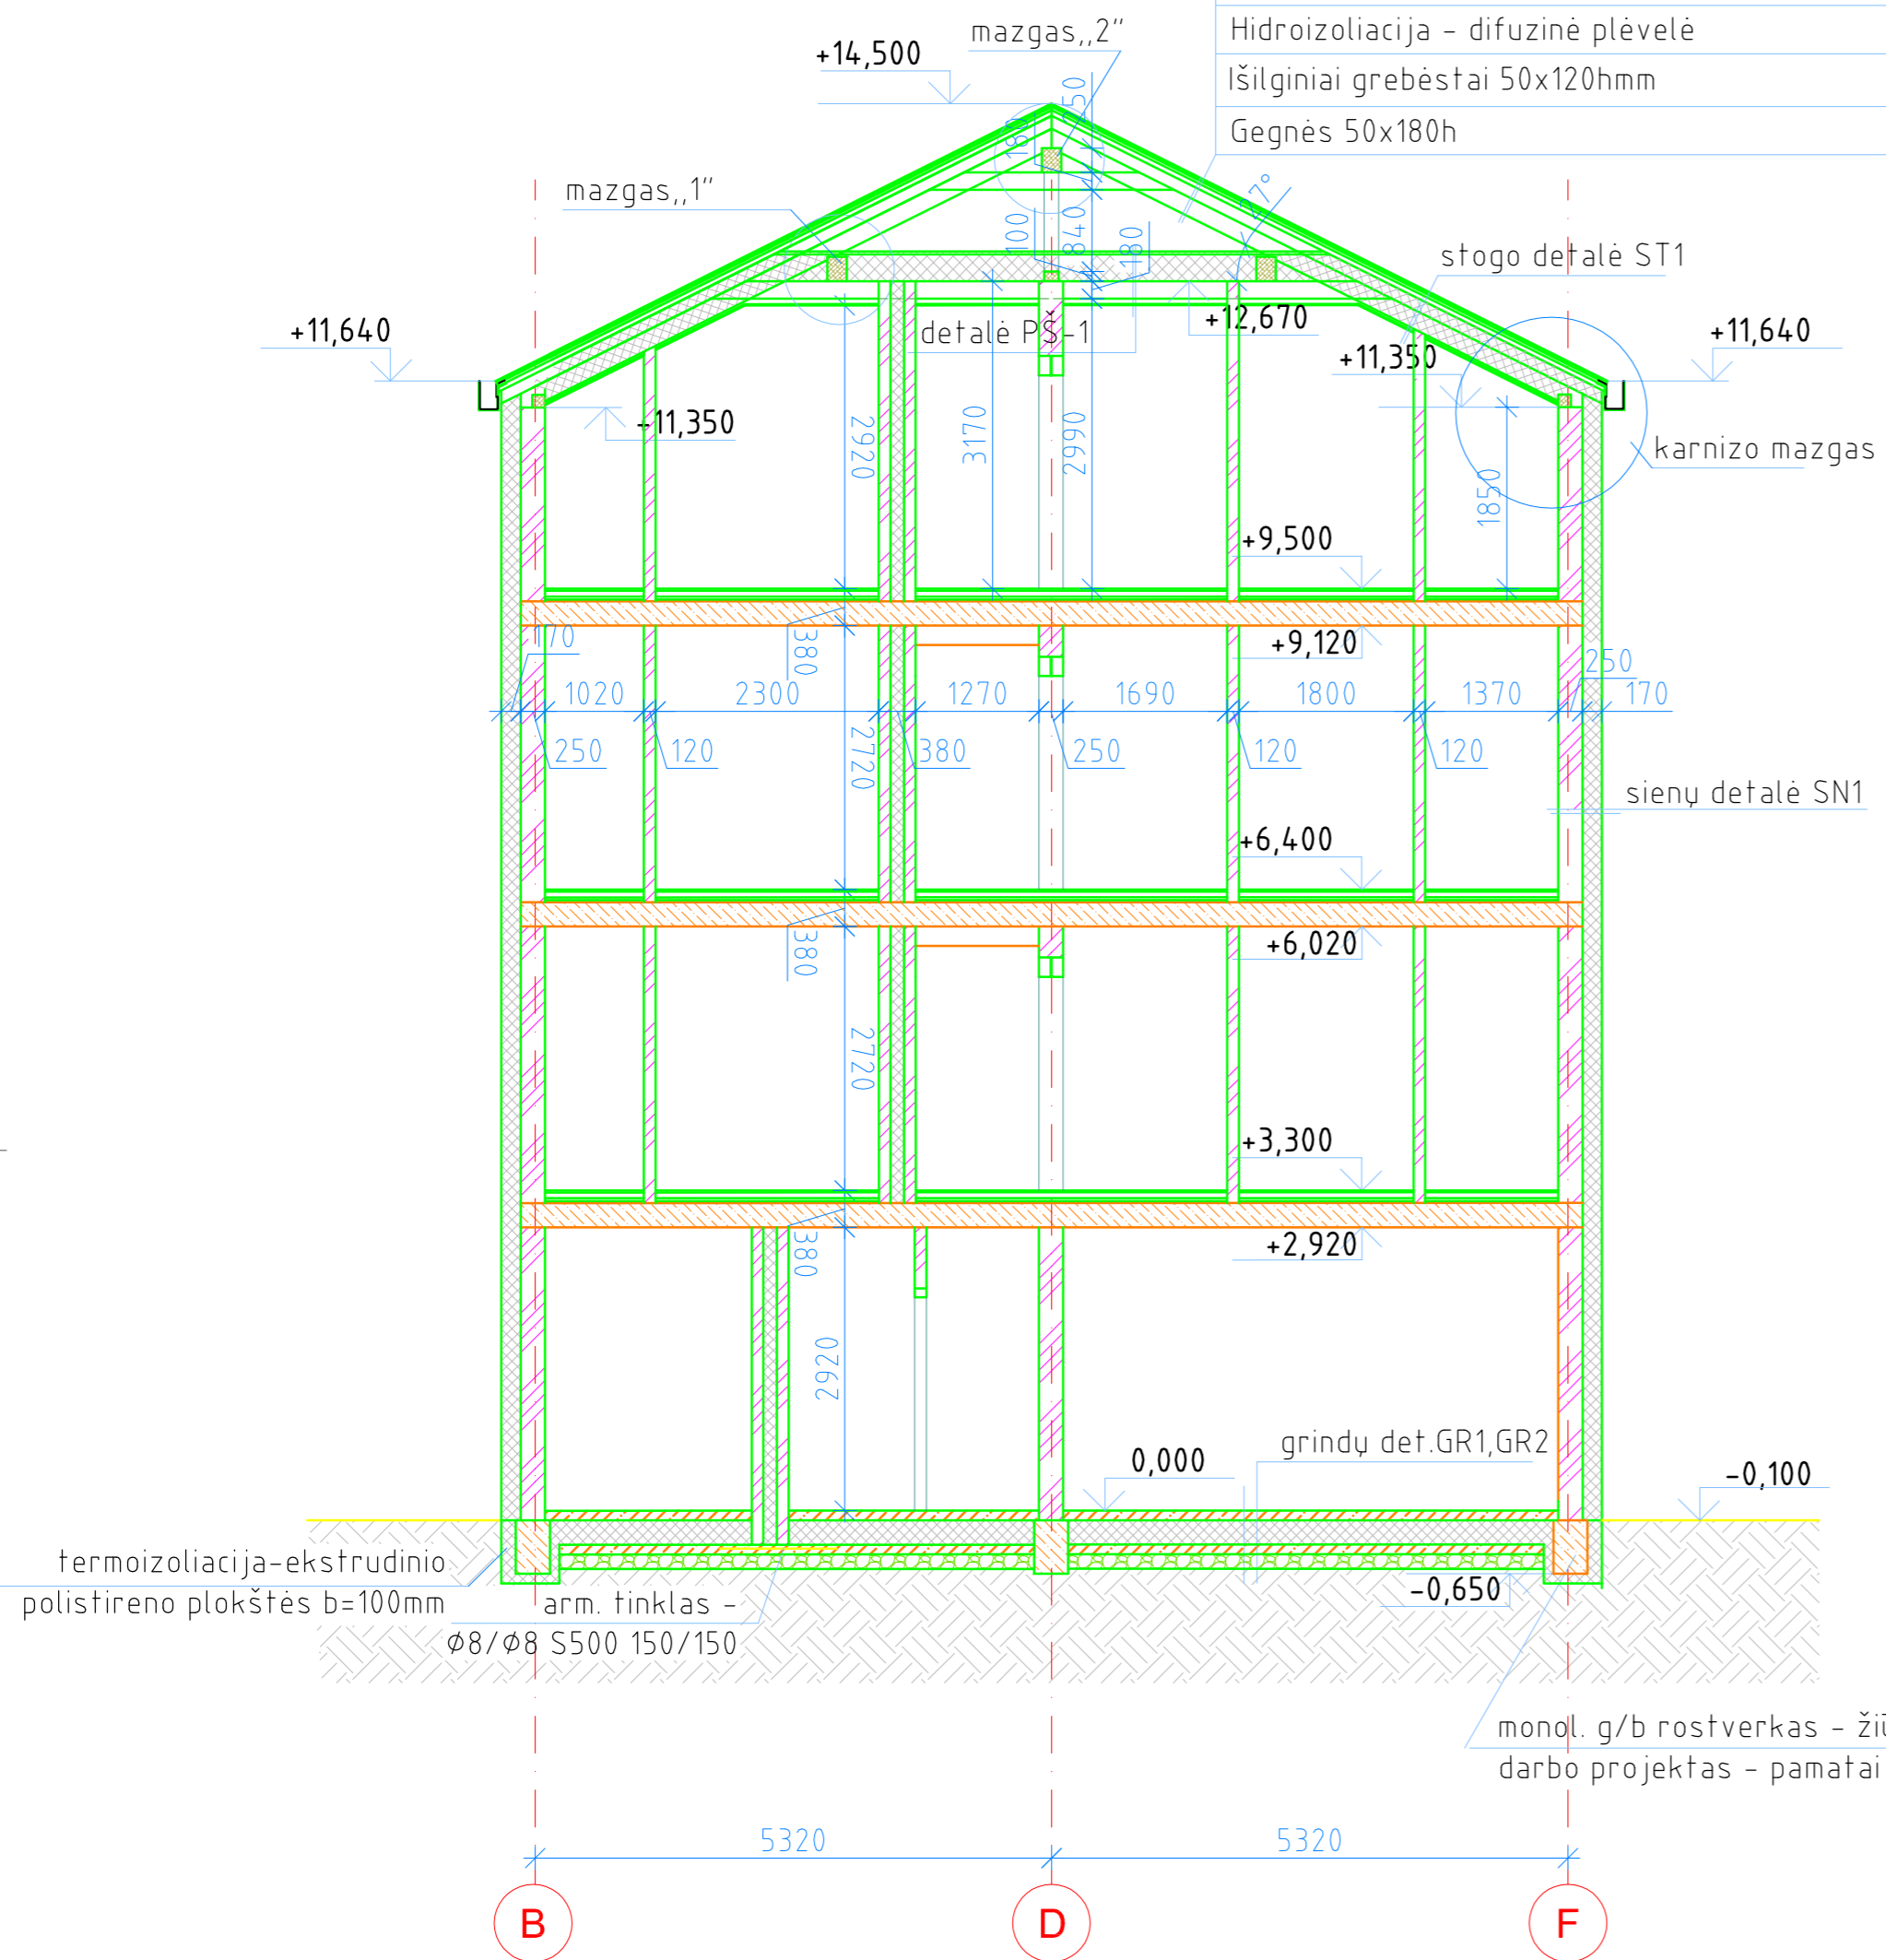 Hidroizoliacija - difuzinė plėvelė
Išilginiai grebėstai 50x120hmm
Gegnės 50x180h
mazgas,,2"
+14,500
mazgas,,1"
180
250
27°
100
840
180
stogo detalė ST1
+11,640
+11,640
+12,670
detalė PŠ-1
+11,350
+11,350
karnizo mazgas
2920
3170
2990
1850
+9,500
170
380
+9,120
250
1020
2300
1270
1690
1800
1370
170
250
120
2720
380
250
120
120
sienų detalė SN1
+6,400
380
+6,020
2720
+3,300
380
+2,920
2920
grindų det.GR1,GR2
0,000
-0,100
termoizoliacija-ekstrudinio
polistireno plokštės b=100mm
arm. tinklas -
Ø8/Ø8 S500 150/150
-0,650
monol. g/b rostverkas -
darbo projektas - pamatai
5320
5320
B
D
F